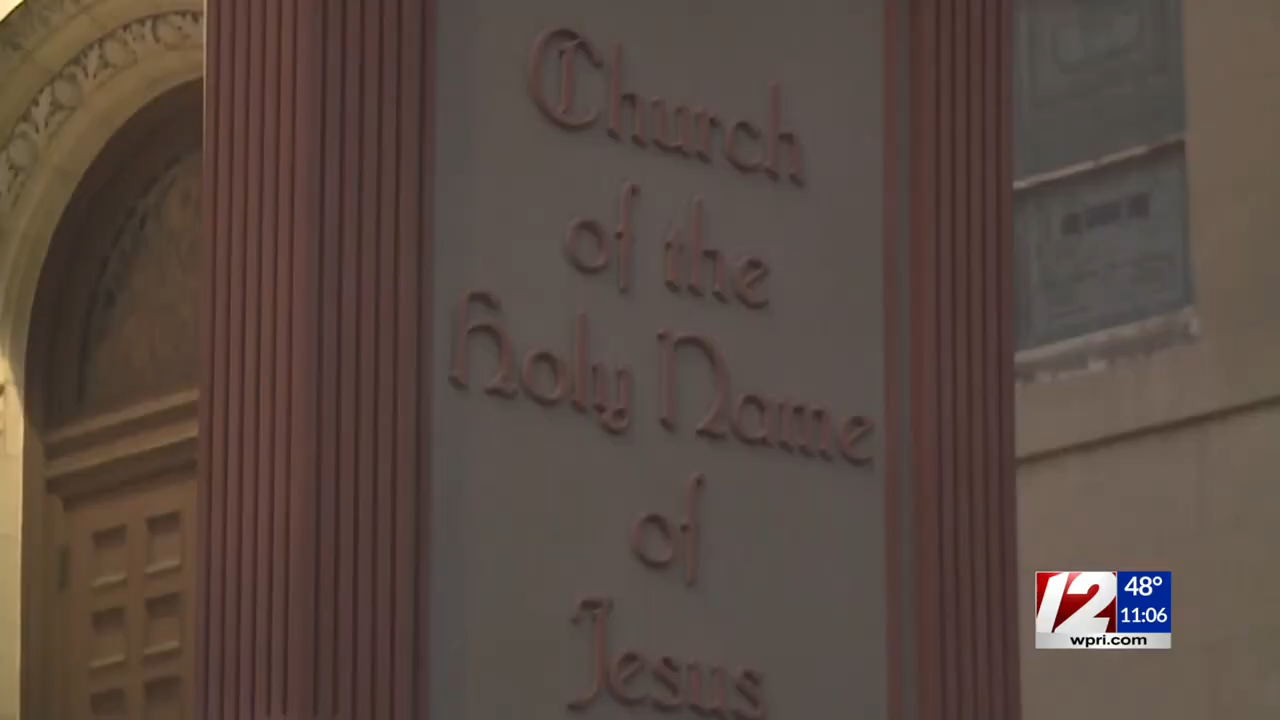 Church
of the
Holy Name
of
Jesus
12
48°
11:06
wpri.com